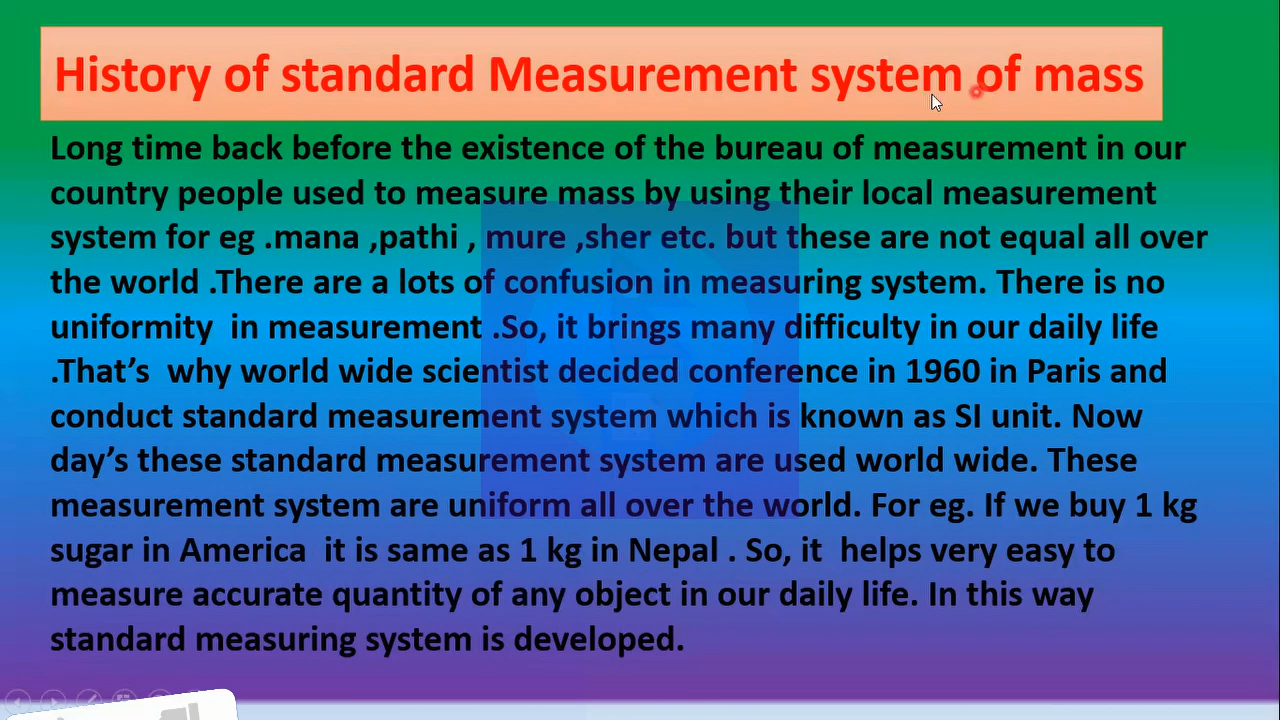 History of standard Measurement system of mass
Long time back before the existence of the bureau of measurement in our
country people used to measure mass by using their local measurement
system for eg .mana ,pathi , mure ,sher etc. but these are not equal all over
the world .There are a lots of confusion in measuring system. There is no
uniformity  in measurement .So, it brings many difficulty in our daily life
.That’s  why world wide scientist decided conference in 1960 in Paris and
conduct standard measurement system which is known as SI unit. Now
day’s these standard measurement system are used world wide. These
measurement system are uniform all over the world. For eg. If we buy 1 kg
sugar in America  it is same as 1 kg in Nepal . So, it  helps very easy to
measure accurate quantity of any object in our daily life. In this way
standard measuring system is developed.